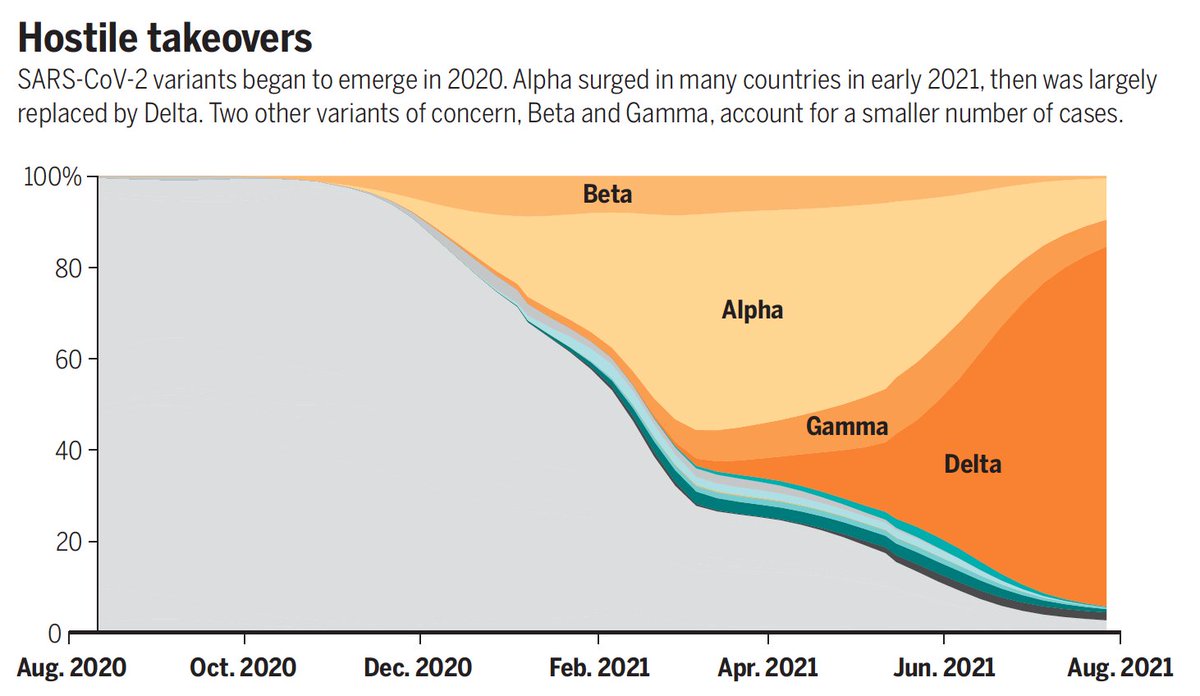 Hostile takeovers
SARS-CoV-2 variants began to emerge in 2020. Alpha surged in many countries in early 2021, then was largely
replaced by Delta. Two other variants of concern, Beta and Gamma, account for a smaller number of cases.
100%
Beta
80
Alpha
60
Gamma
40
Delta
20
0
Aug. 2020 Oct. 2020 Dec. 2020 Feb. 2021 Apr. 2021 Jun. 2021 Aug. 2021